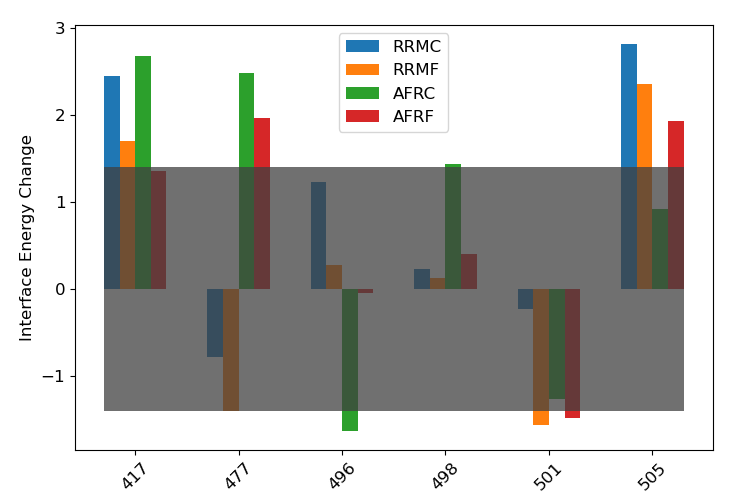 3
2
1
0
−1
Interface Energy Change
RRMC
RRMF
AFRC
AFRF
417
477
496
498
501
505